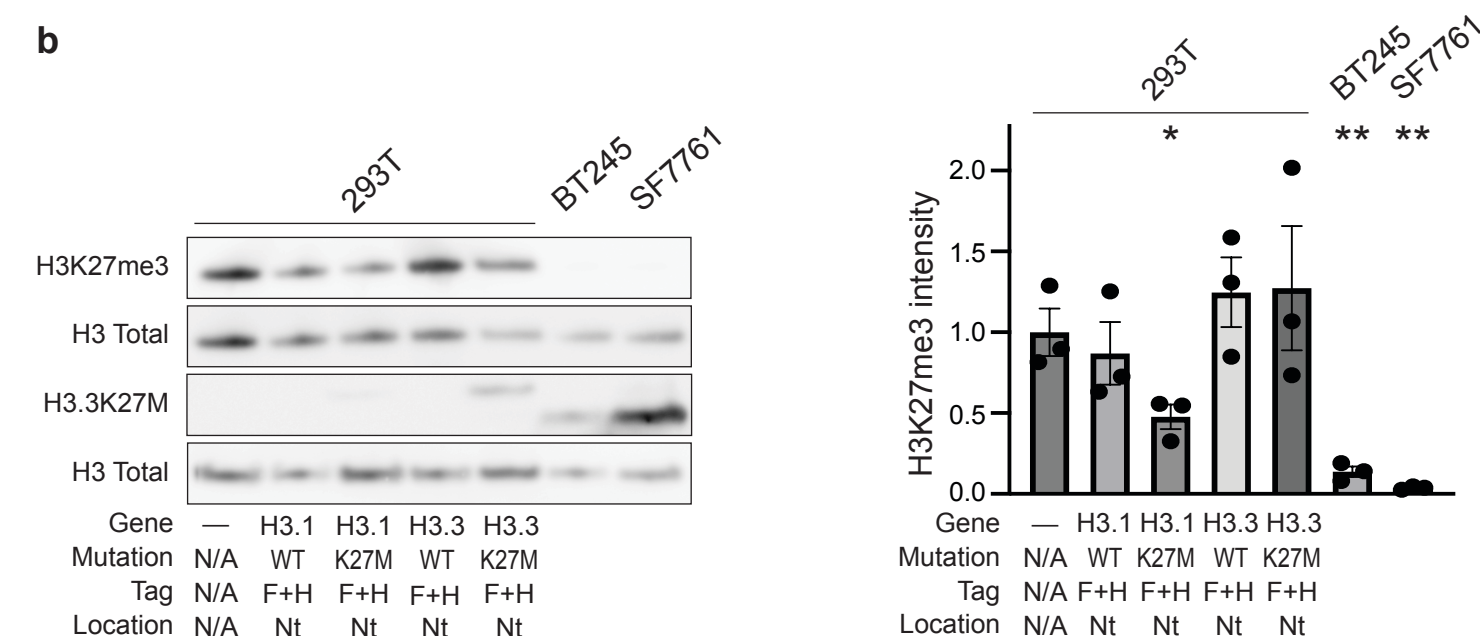 b
293T
BT245
SF7761
H3K27me3
H3 Total
H3.3K27M
H3 Total
Gene — H3.1 H3.1 H3.3 H3.3
Mutation N/A WT K27M WT K27M
Tag N/A F+H F+H F+H F+H
Location N/A Nt Nt Nt Nt
293T
BT245
SF7761
* ** **
H3K27me3 intensity
2.0
1.5
1.0
0.5
0.0
Gene — H3.1 H3.1 H3.3 H3.3
Mutation N/A WT K27M WT K27M
Tag N/A F+H F+H F+H F+H
Location N/A Nt Nt Nt Nt